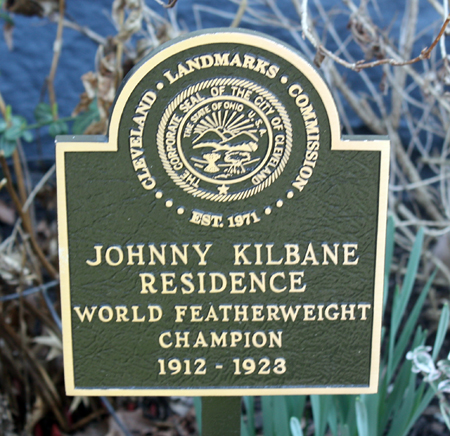 CLEVELAND • LANDMARKS • COMMISSION
THE CORPORATE SEAL OF THE CITY OF CLEVELAND
THE STATE OF OHIO U.S.A.
EST. 1971
JOHNNY KILBANE
RESIDENCE
WORLD FEATHERWEIGHT
CHAMPION
1912 - 1923